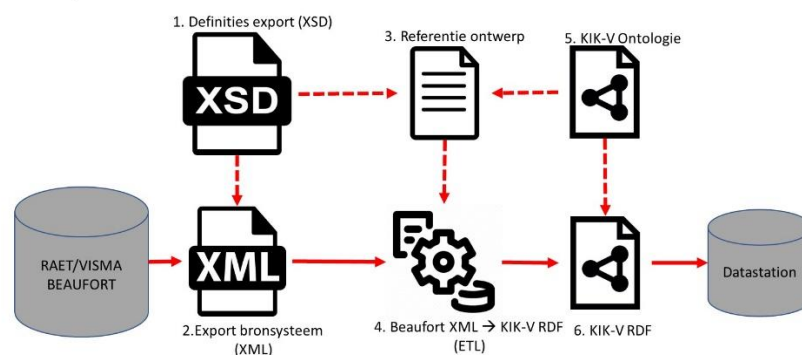 1. Definities export (XSD)
3. Referentie ontwerp
5. KIK-V Ontologie
XSD
RAET/VISMA
BEAUFORT
XML
Datastation
2.Export bronsysteem
(XML)
4. Beaufort XML → KIK-V RDF
(ETL)
6. KIK-V RDF